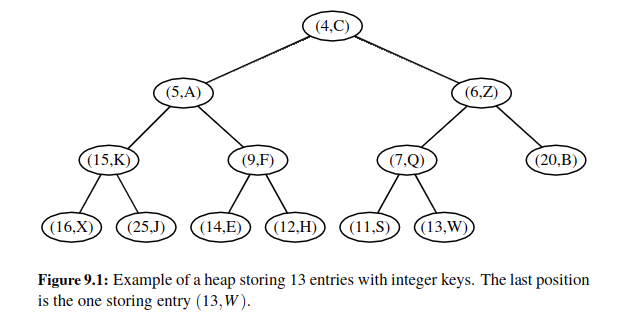 (4,C)
(5,A) (6,Z)
(15,K) (9,F) (7,Q) (20,B)
(16,X) (25,J) (14,E) (12,H) (11,S) (13,W)
Figure 9.1: Example of a heap storing 13 entries with integer keys. The last position
is the one storing entry (13,W).